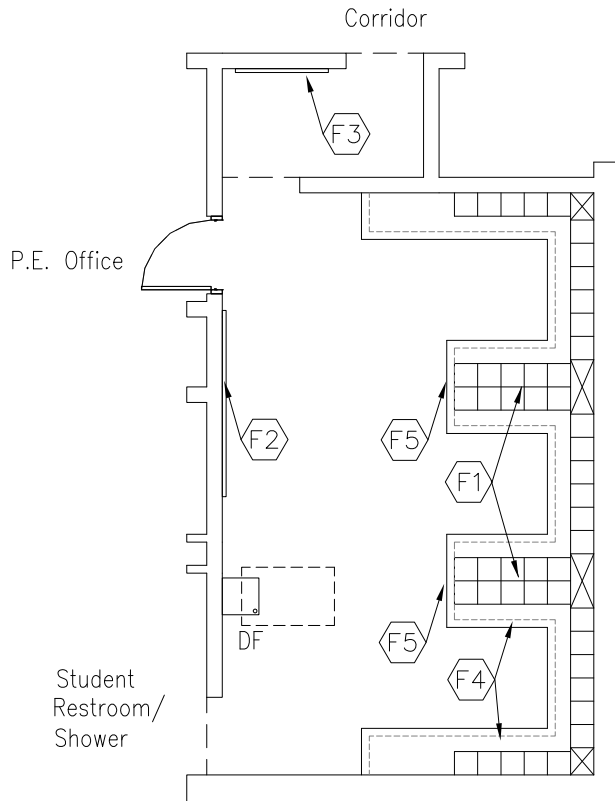 Corridor
F3
P.E. Office
F2
F5
F1
DF
F5
F4
Student
Restroom/
Shower